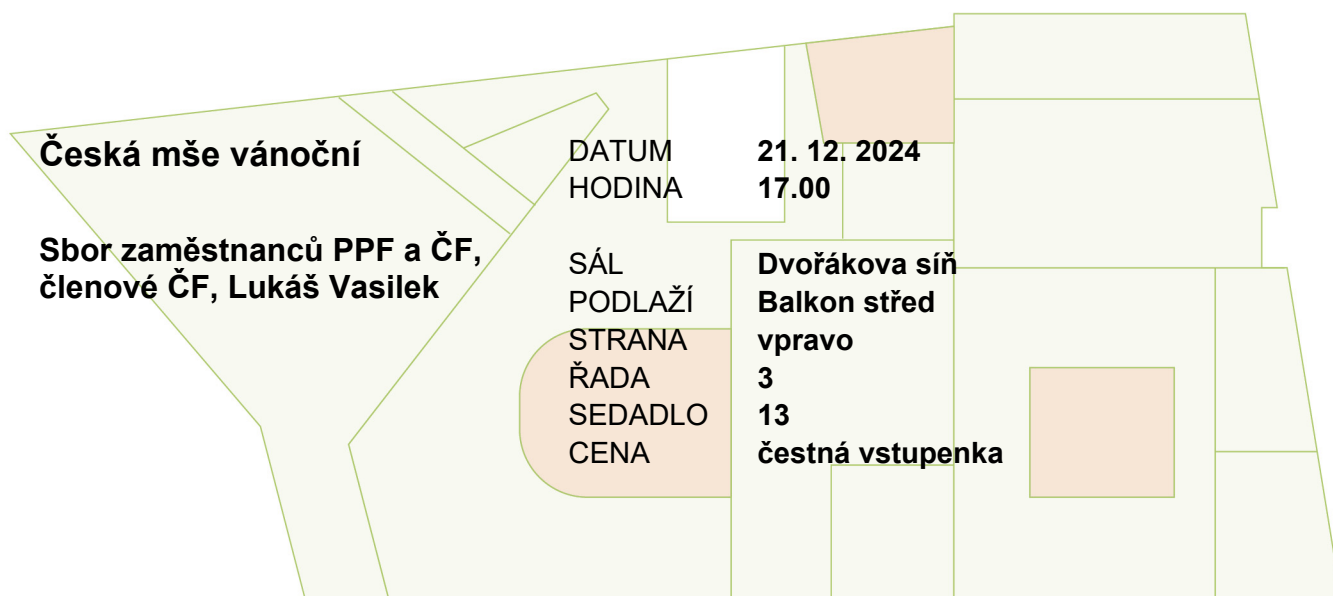 Česká mše vánoční
Sbor zaměstnanců PPF a ČF,
členové ČF, Lukáš Vasilek
DATUM 21. 12. 2024
HODINA 17.00
SÁL Dvořákova síň
PODLAŽÍ Balkon střed
STRANA vpravo
ŘADA 3
SEDADLO 13
CENA čestná vstupenka